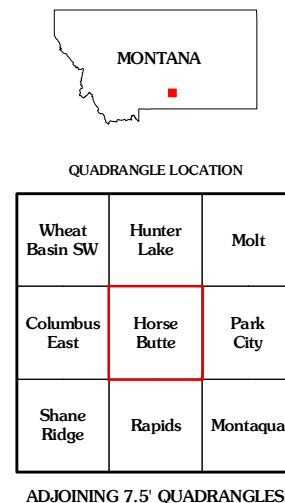 MONTANA
QUADRANGLE LOCATION
Wheat
Basin SW
Hunter
Lake
Molt
Columbus
East
Horse
Butte
Park
City
Shane
Ridge
Rapids
Montaqua
ADJOINING 7.5' QUADRANGLES